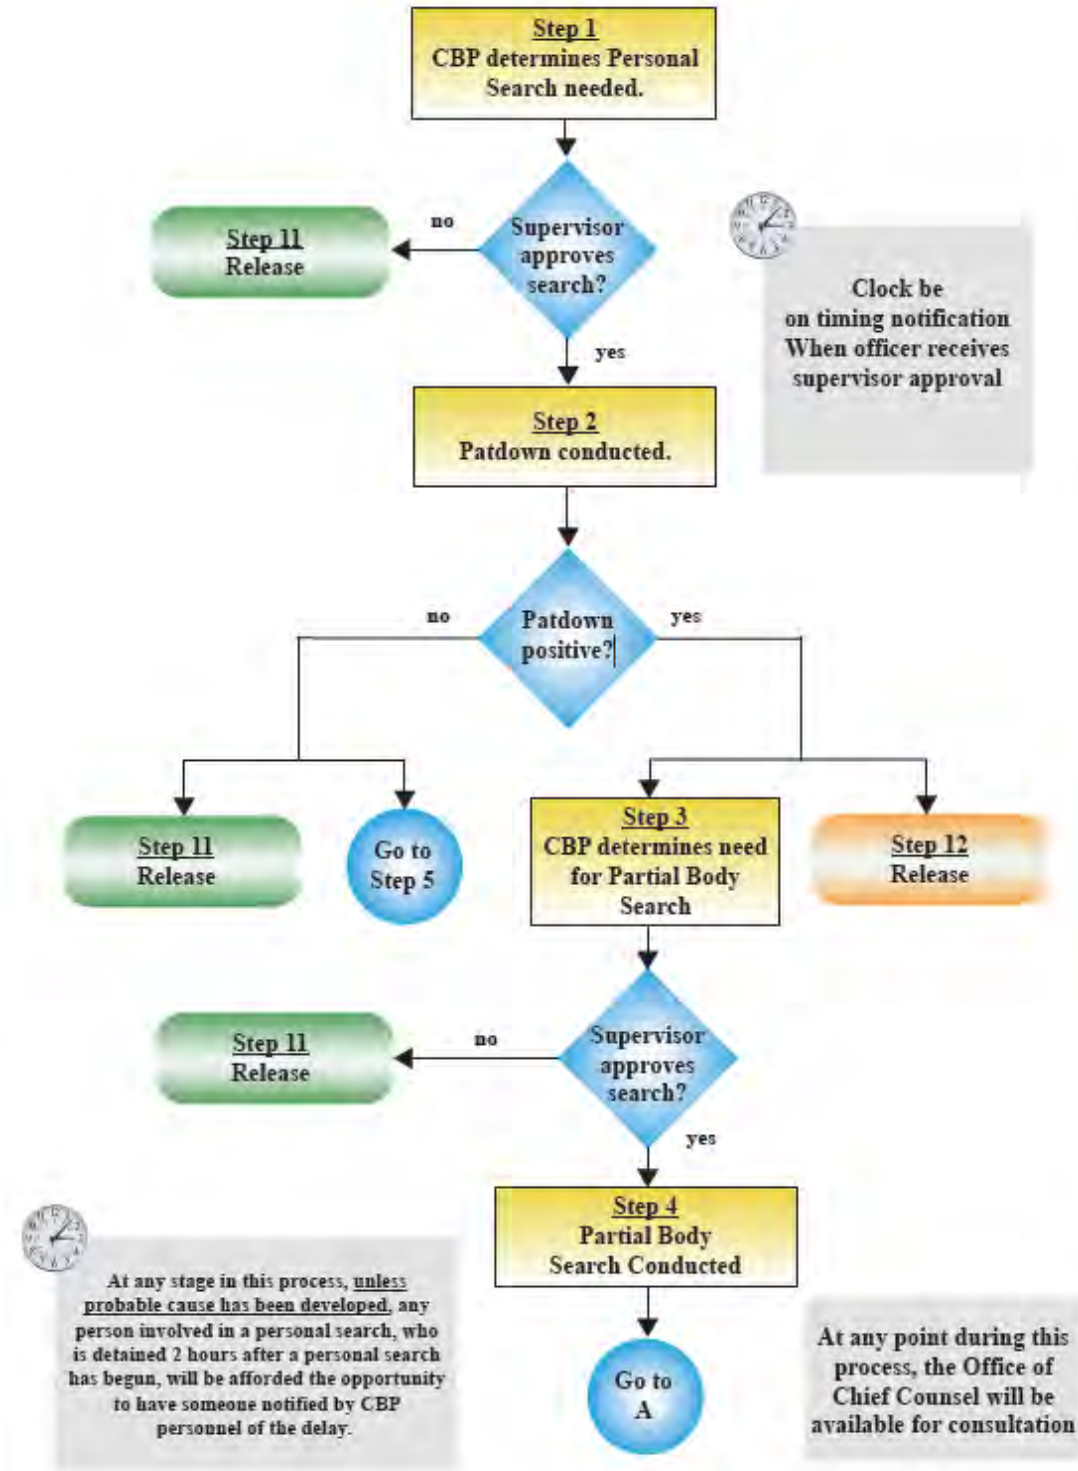 Step 1
CBP determines Personal
Search needed.
no
Supervisor
approves
search?
Step 11
Release
yes
Clock be
on timing notification
When officer receives
supervisor approval
Step 2
Patdown conducted.
no
Patdown
positive?
yes
Step 11
Release
Go to
Step 5
Step 3
CBP determines need
for Partial Body
Search
Step 12
Release
Step 11
Release
no
Supervisor
approves
search?
yes
Step 4
Partial Body
Search Conducted
At any stage in this process, unless
probable cause has been developed, any
person involved in a personal search, who
is detained 2 hours after a personal search
has begun, will be afforded the opportunity
to have someone notified by CBP
personnel of the delay.
Go to
A
At any point during this
process, the Office of
Chief Counsel will be
available for consultation